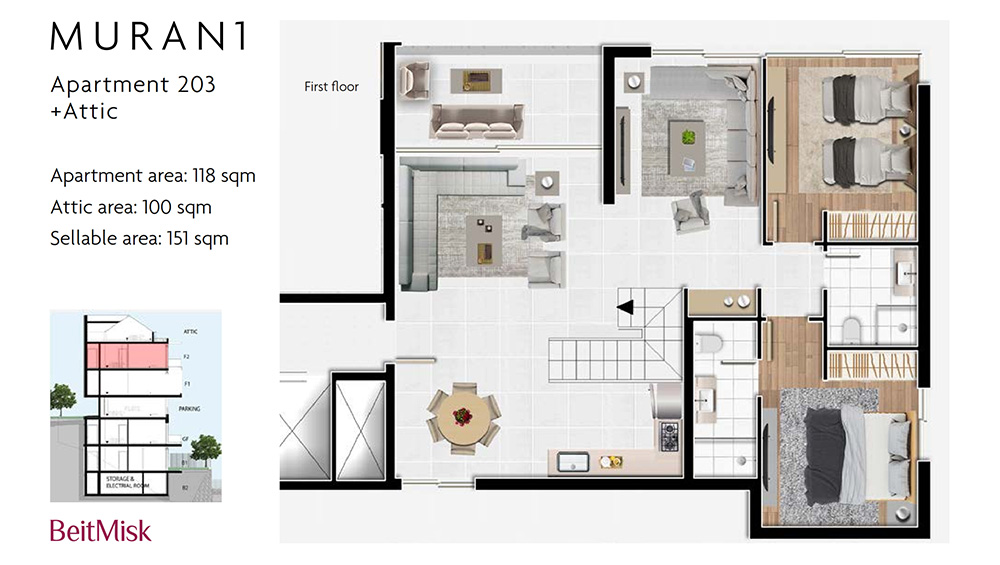 MURAN1
Apartment 203
+Attic
Apartment area: 118 sqm
Attic area: 100 sqm
Sellable area: 151 sqm
First floor
ATTIC
F2
F1
PARKING
GF
B1
STORAGE &
ELECTRIAL ROOM
B2
BeitMisk